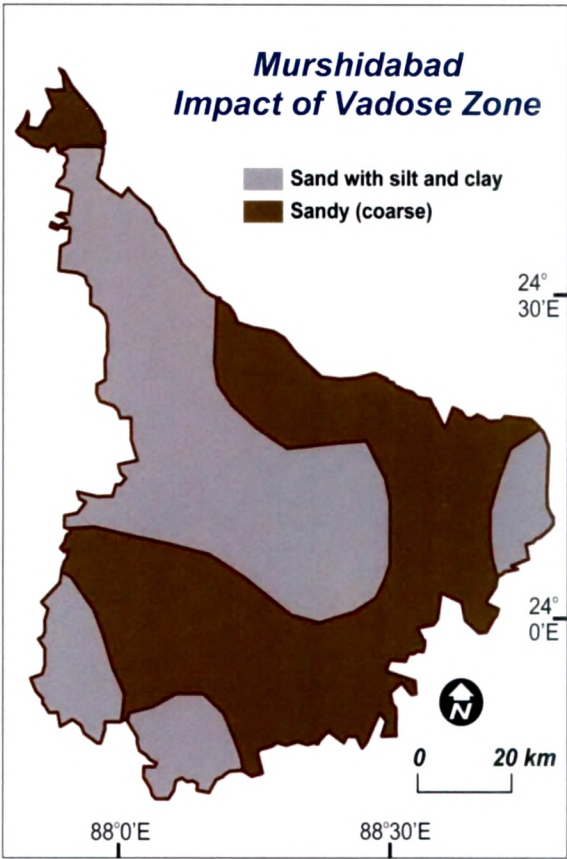 Murshidabad
Impact of Vadose Zone
Sand with silt and clay
Sandy (coarse)
24°
30'E
24°
0'E
N
0 20 km
88°0'E 88°30'E